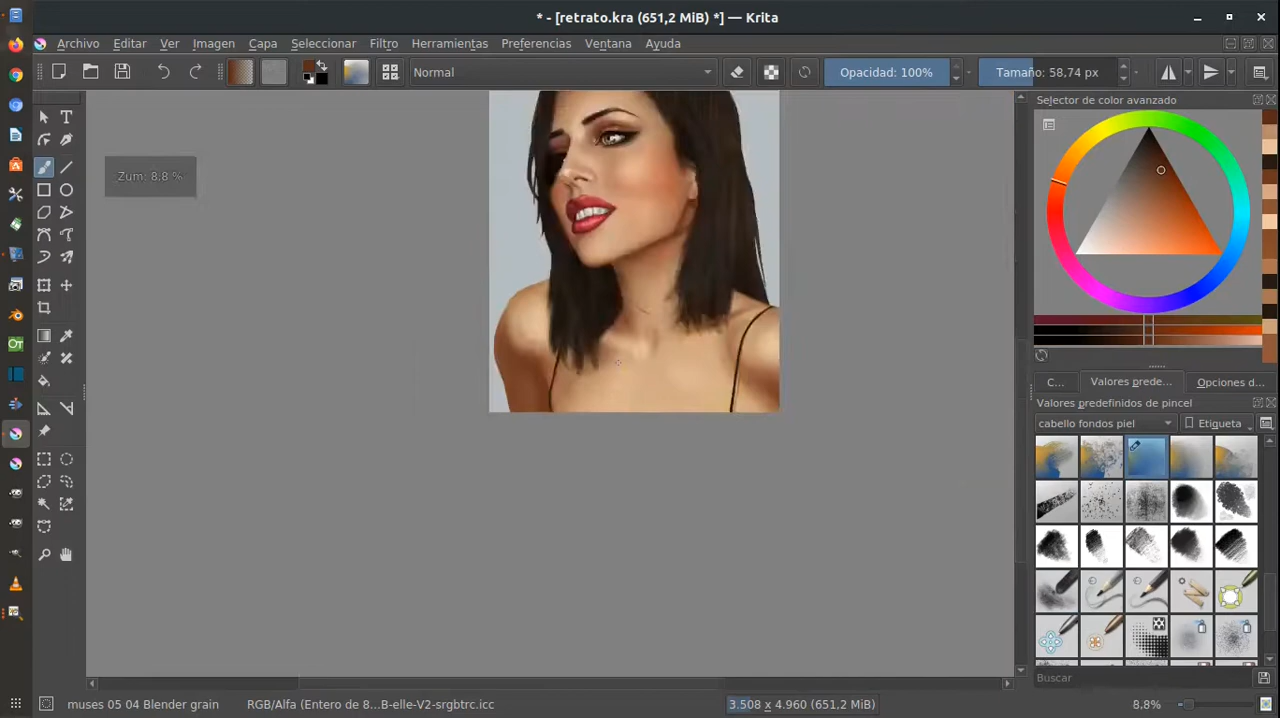 * - [retrato.kra (651,2 MiB) *] — Krita
Archivo Editar Ver Imagen Capa Seleccionar Filtro Herramientas Preferencias Ventana Ayuda
Normal Opacidad: 100% Tamaño: 58,74 px
Selector de color avanzado
Zum: 8,8 %
C... Valores prede... Opciones d...
Valores predefinidos de pincel
cabello fondos piel Etiqueta
Buscar
muses 05 04 Blender grain RGB/Alfa (Entero de 8...B-elle-V2-srgbtrc.icc 3.508 x 4.960 (651,2 MiB) 8,8%